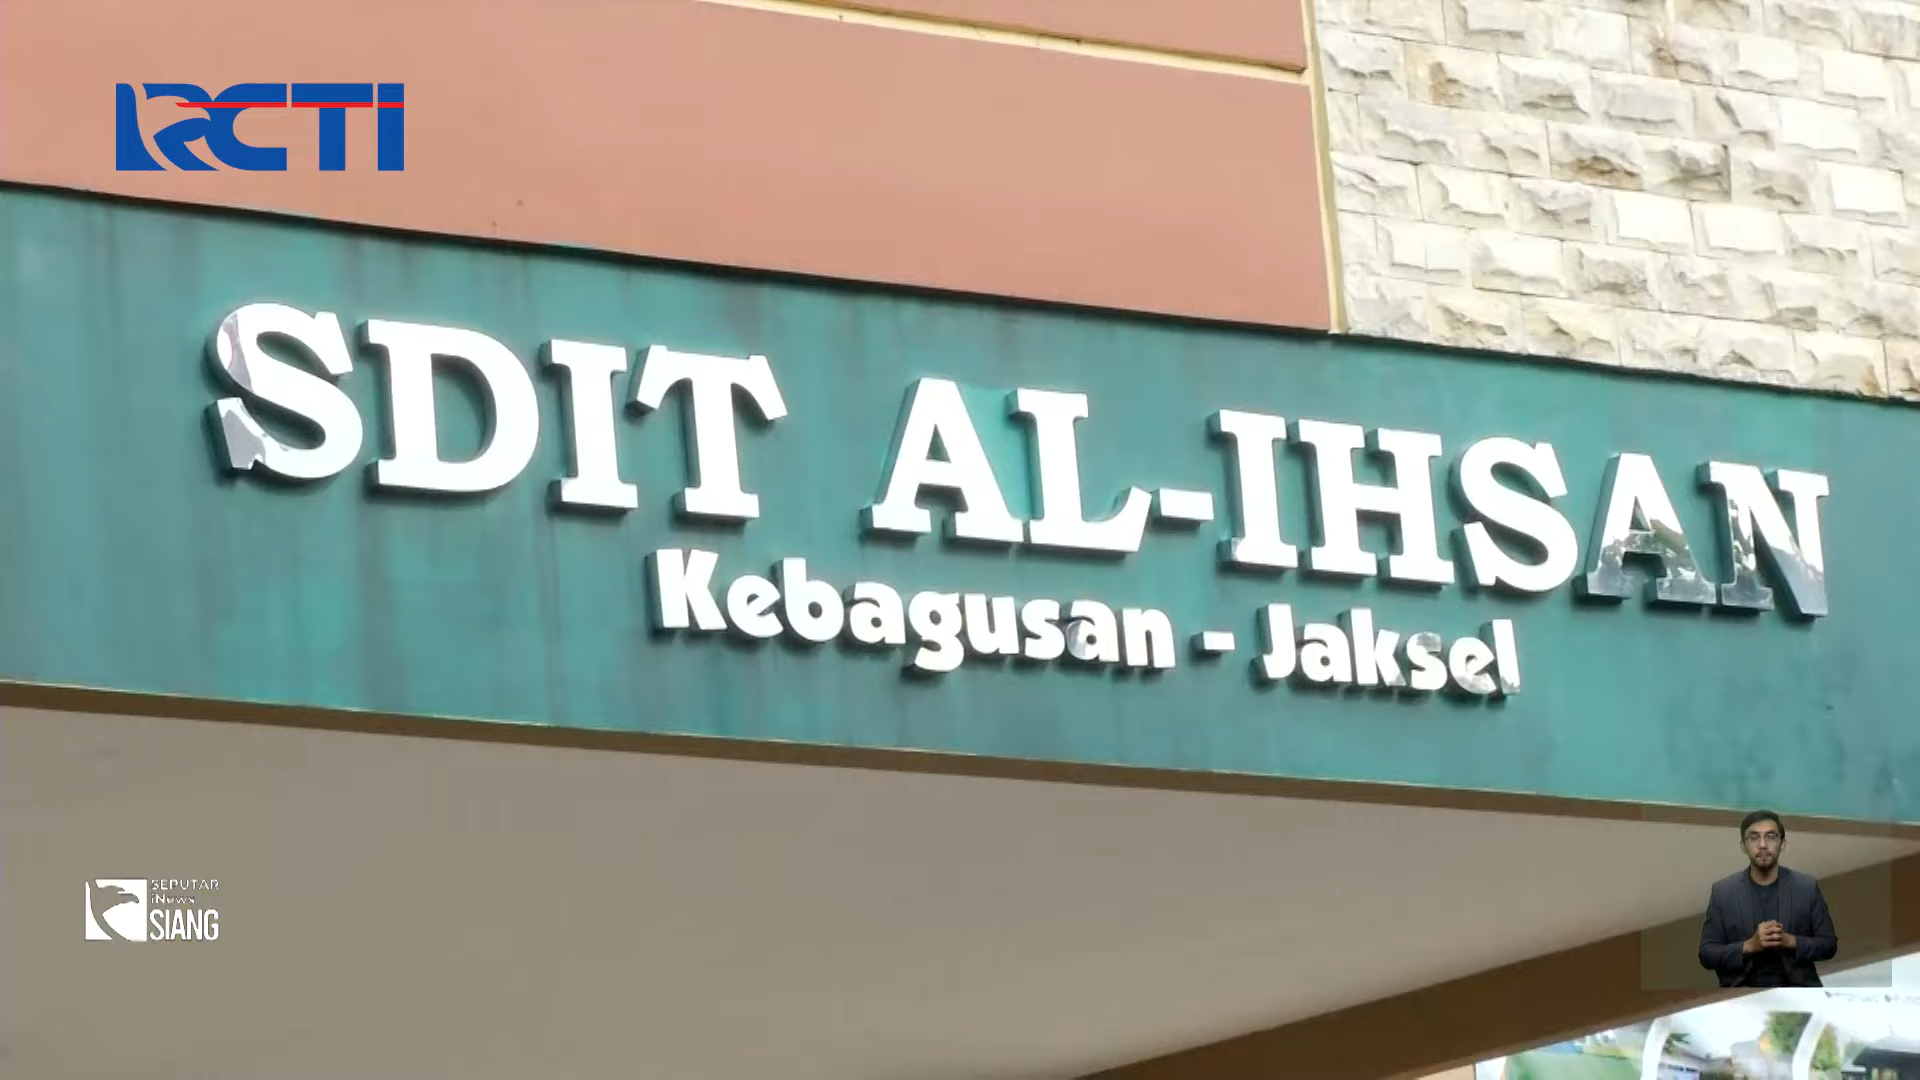 RCTI
SDIT AL-IHSAN
Kebagusan - Jaksel
SEPUTAR
iNews
SIANG